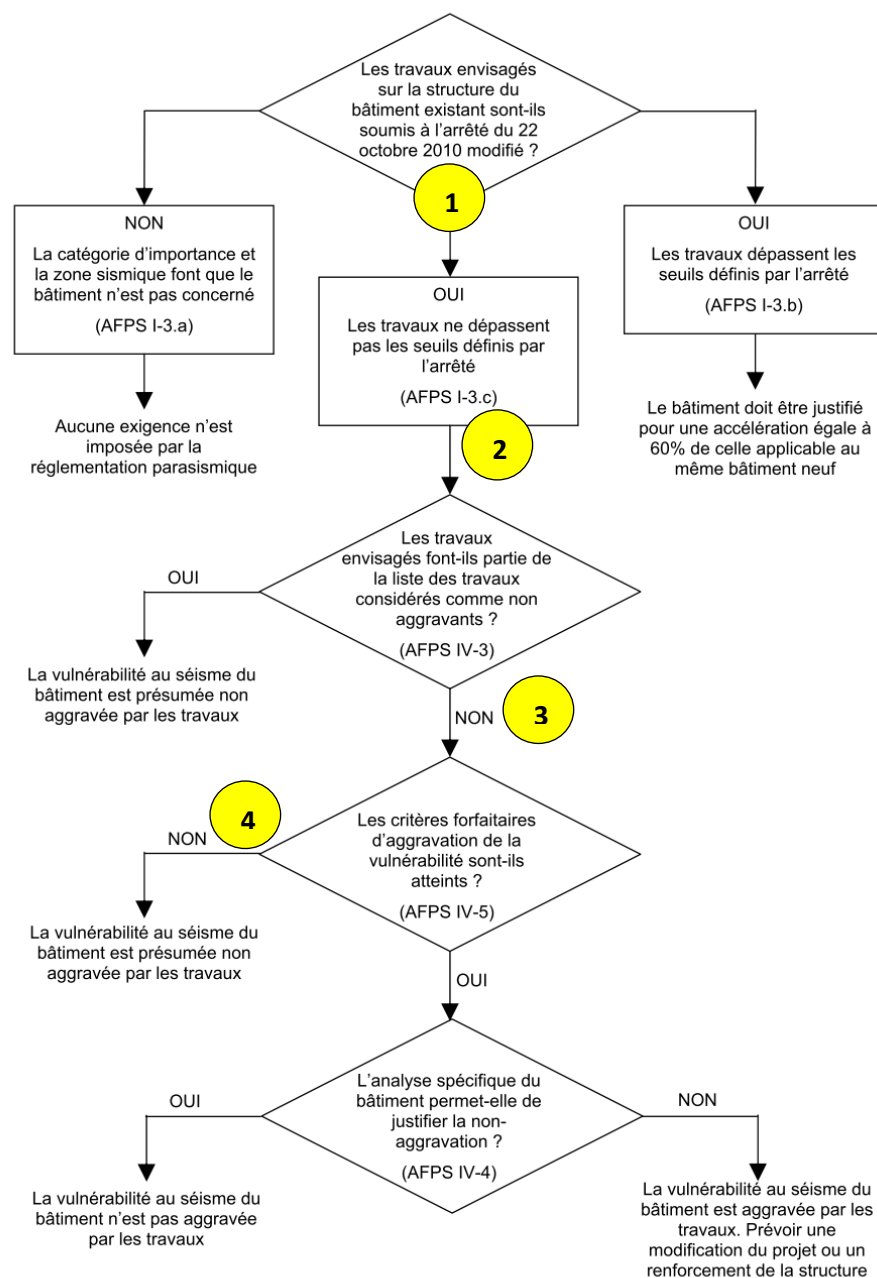 Les travaux envisagés
sur la structure du
bâtiment existant sont-ils
soumis à l'arrêté du 22
octobre 2010 modifié ?
1
NON
La catégorie d'importance et
la zone sismique font que le
bâtiment n'est pas concerné
(AFPS I-3.a)
OUI
Les travaux ne dépassent
pas les seuils définis par
l'arrêté
(AFPS I-3.c)
OUI
Les travaux dépassent les
seuils définis par l'arrêté
(AFPS I-3.b)
Aucune exigence n'est
imposée par la
réglementation parasismique
Le bâtiment doit être justifié
pour une accélération égale à
60% de celle applicable au
même bâtiment neuf
2
Les travaux
envisagés font-ils partie de
la liste des travaux
considérés comme non
aggravants ?
(AFPS IV-3)
OUI
La vulnérabilité au séisme du
bâtiment est présumée non
aggravée par les travaux
NON
3
Les critères forfaitaires
d'aggravation de la
vulnérabilité sont-ils
atteints ?
(AFPS IV-5)
4
NON
La vulnérabilité au séisme du
bâtiment est présumée non
aggravée par les travaux
OUI
L'analyse spécifique du
bâtiment permet-elle de
justifier la non-
aggravation ?
(AFPS IV-4)
OUI
La vulnérabilité au séisme du
bâtiment n'est pas aggravée
par les travaux
NON
La vulnérabilité au séisme du
bâtiment est aggravée par les
travaux. Prévoir une
modification du projet ou un
renforcement de la structure